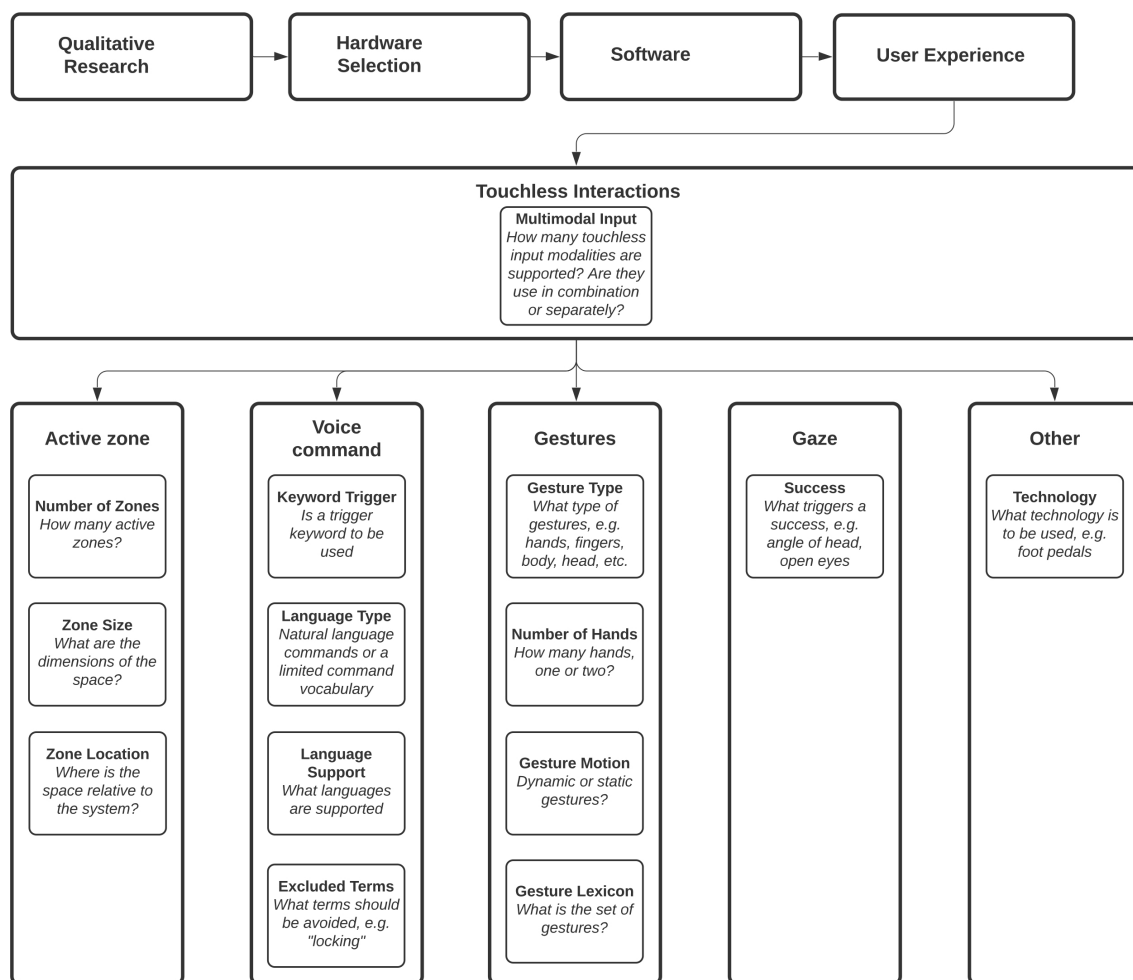 Qualitative
Research
Hardware
Selection
Software
User Experience
Touchless Interactions
Multimodal Input
How many touchless
input modalities are
supported? Are they
use in combination
or separately?
Active zone
Number of Zones
How many active
zones?
Zone Size
What are the
dimensions of the
space?
Zone Location
Where is the
space relative to
the system?
Voice
command
Keyword Trigger
Is a trigger
keyword to be
used
Language Type
Natural language
commands or a
limited command
vocabulary
Language
Support
What languages
are supported
Excluded Terms
What terms should
be avoided, e.g.
"locking"
Gestures
Gesture Type
What type of
gestures, e.g.
hands, fingers,
body, head, etc.
Number of Hands
How many hands,
one or two?
Gesture Motion
Dynamic or static
gestures?
Gesture Lexicon
What is the set of
gestures?
Gaze
Success
What triggers a
success, e.g.
angle of head,
open eyes
Other
Technology
What technology is
to be used, e.g.
foot pedals